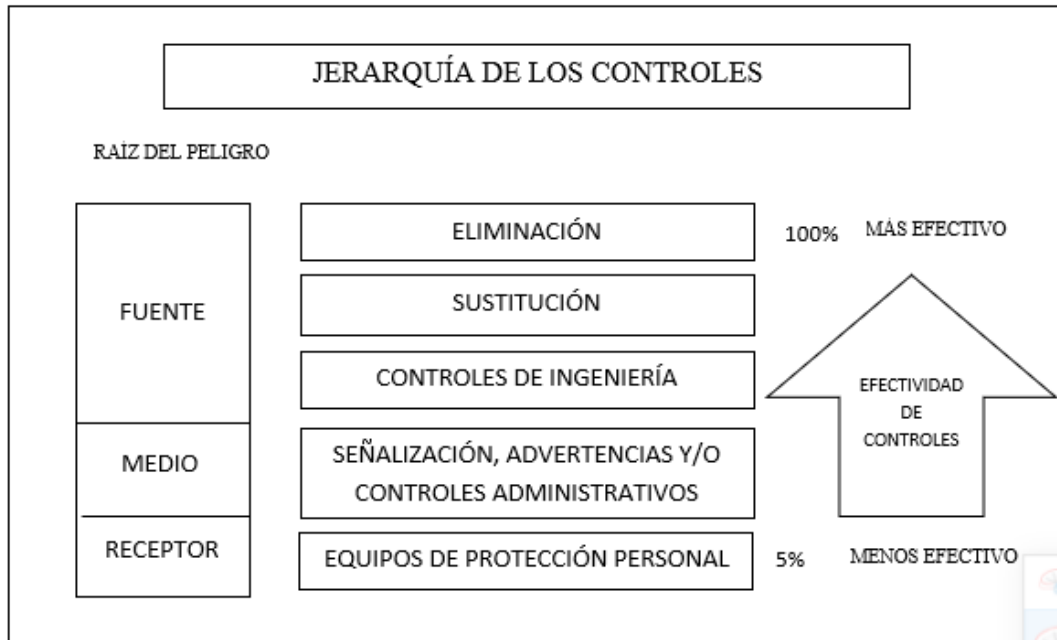 JERARQUÍA DE LOS CONTROLES
RAÍZ DEL PELIGRO
FUENTE
MEDIO
RECEPTOR
ELIMINACIÓN
SUSTITUCIÓN
CONTROLES DE INGENIERÍA
SEÑALIZACIÓN, ADVERTENCIAS Y/O
CONTROLES ADMINISTRATIVOS
EQUIPOS DE PROTECCIÓN PERSONAL
100% MÁS EFECTIVO
EFECTIVIDAD
DE
CONTROLES
5% MENOS EFECTIVO